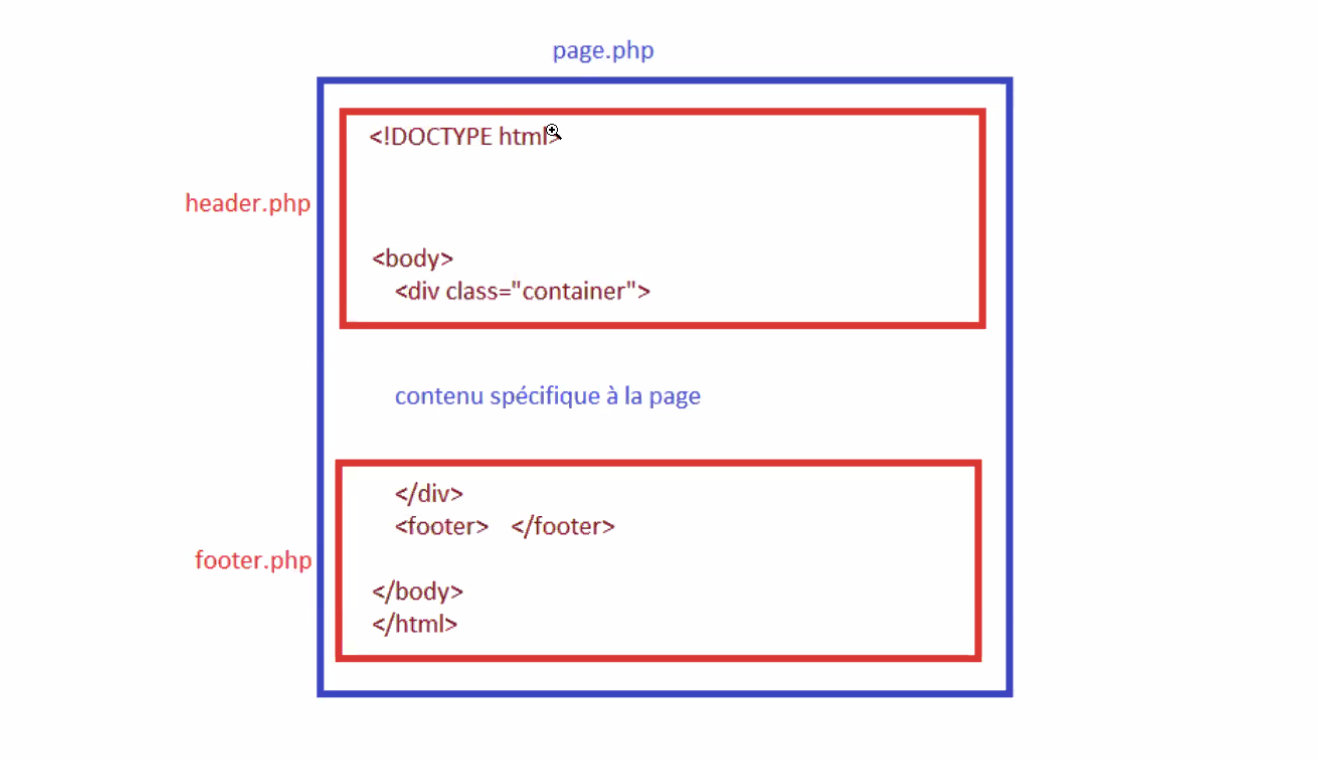 page.php
<!DOCTYPE html>
header.php
<body>
<div class="container">
contenu spécifique à la page
</div>
<footer> </footer>
footer.php
</body>
</html>